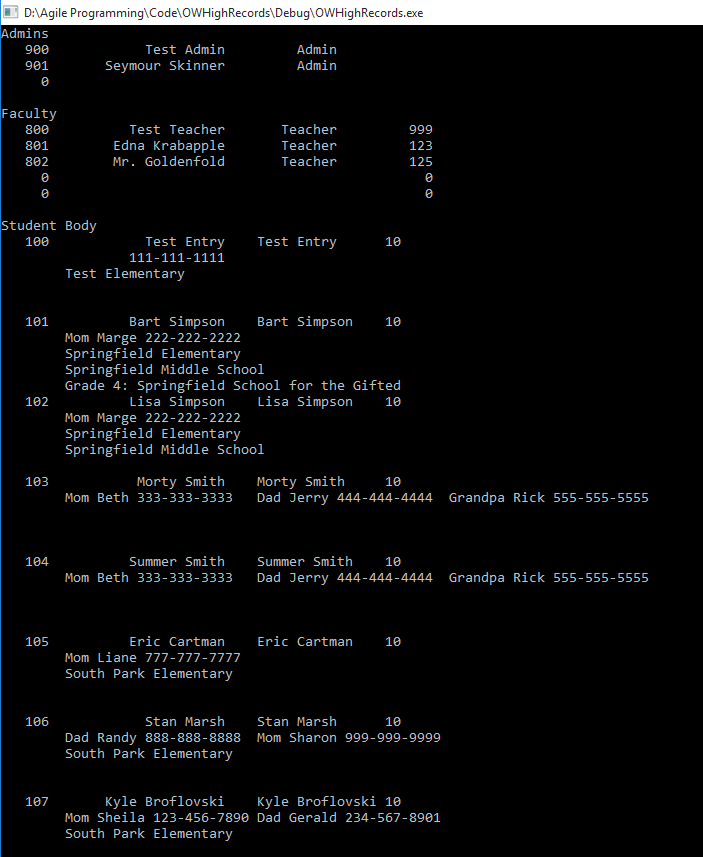 D:\Agile Programming\Code\OWHighRecords\Debug\OWHighRecords.exe
Admins
900 Test Admin Admin
901 Seymour Skinner Admin
0
Faculty
800 Test Teacher Teacher 999
801 Edna Krabapple Teacher 123
802 Mr. Goldenfold Teacher 125
0 0
0 0
Student Body
100 Test Entry Test Entry 10
111-111-1111
Test Elementary
101 Bart Simpson Bart Simpson 10
Mom Marge 222-222-2222
Springfield Elementary
Springfield Middle School
Grade 4: Springfield School for the Gifted
102 Lisa Simpson Lisa Simpson 10
Mom Marge 222-222-2222
Springfield Elementary
Springfield Middle School
103 Morty Smith Morty Smith 10
Mom Beth 333-333-3333 Dad Jerry 444-444-4444 Grandpa Rick 555-555-5555
104 Summer Smith Summer Smith 10
Mom Beth 333-333-3333 Dad Jerry 444-444-4444 Grandpa Rick 555-555-5555
105 Eric Cartman Eric Cartman 10
Mom Liane 777-777-7777
South Park Elementary
106 Stan Marsh Stan Marsh 10
Dad Randy 888-888-8888 Mom Sharon 999-999-9999
South Park Elementary
107 Kyle Broflovski Kyle Broflovski 10
Mom Sheila 123-456-7890 Dad Gerald 234-567-8901
South Park Elementary